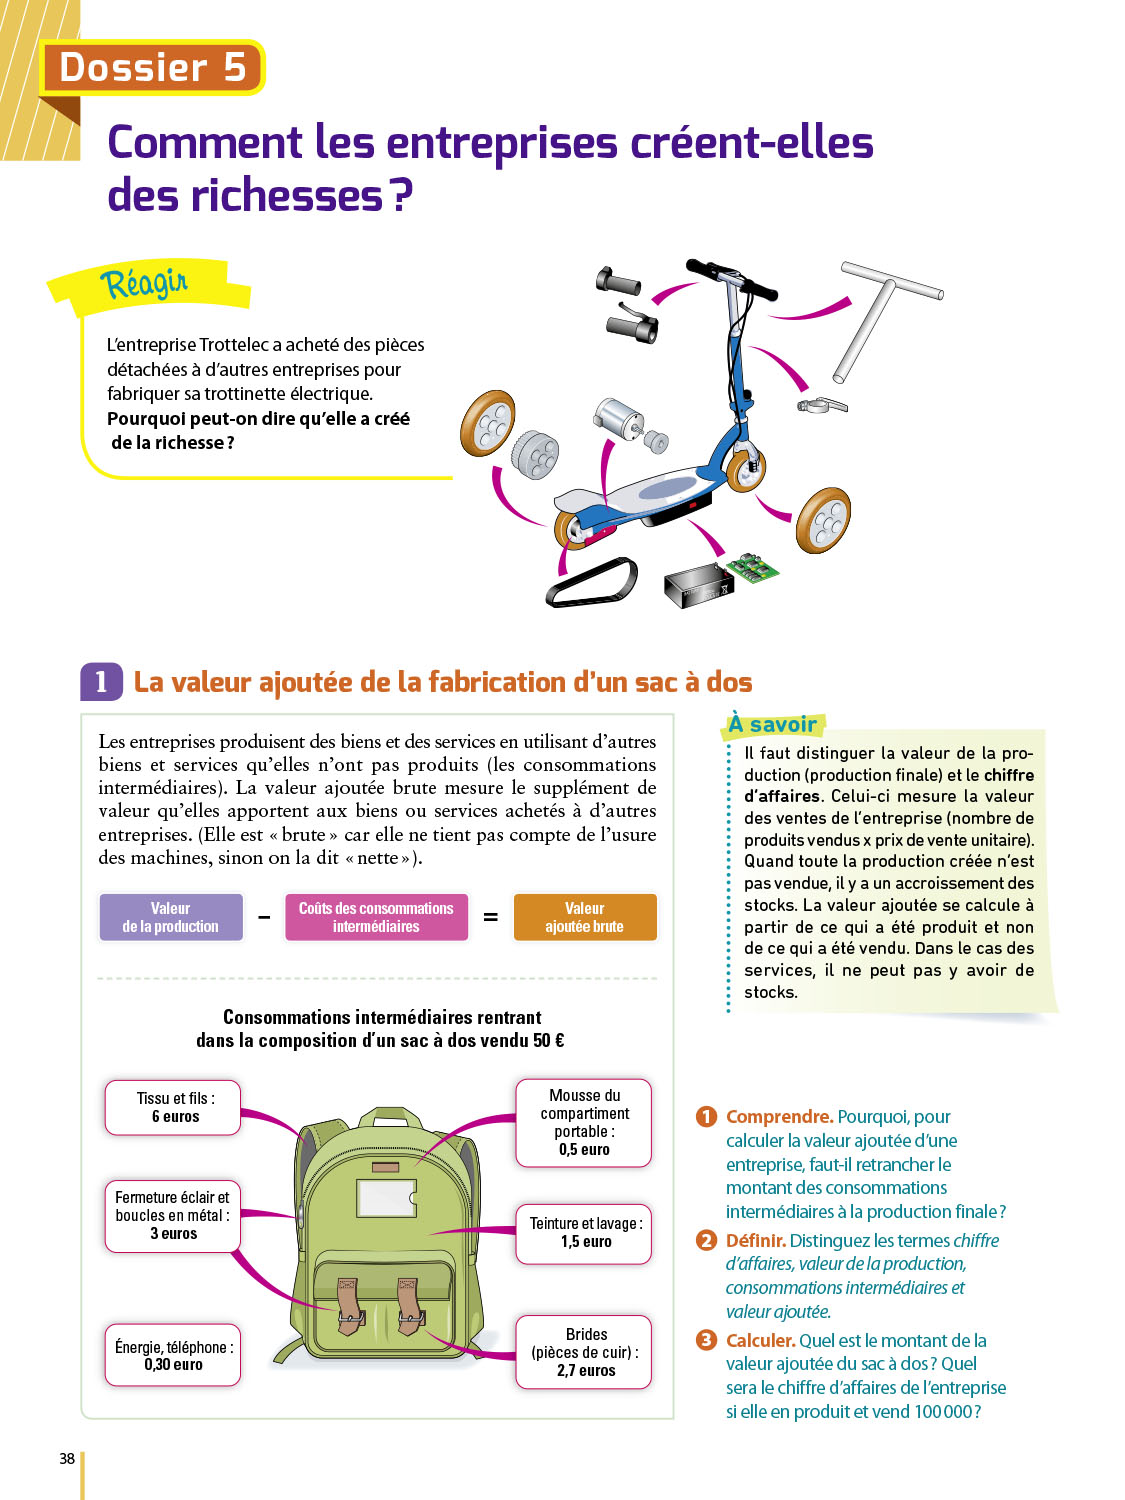 Dossier 5
Comment les entreprises créent-elles
des richesses ?
Réagir
L’entreprise Trottelec a acheté des pièces
détachées à d’autres entreprises pour
fabriquer sa trottinette électrique.
Pourquoi peut-on dire qu’elle a créé
de la richesse ?
1 La valeur ajoutée de la fabrication d’un sac à dos
Les entreprises produisent des biens et des services en utilisant d’autres
biens et services qu’elles n’ont pas produits (les consommations
intermédiaires). La valeur ajoutée brute mesure le supplément de
valeur qu’elles apportent aux biens ou services achetés à d’autres
entreprises. (Elle est « brute » car elle ne tient pas compte de l’usure
des machines, sinon on la dit « nette »).
Valeur
de la production
–
Coûts des consommations
intermédiaires
=
Valeur
ajoutée brute
Consommations intermédiaires rentrant
dans la composition d’un sac à dos vendu 50 €
Tissu et fils :
6 euros
Fermeture éclair et
boucles en métal :
3 euros
Énergie, téléphone :
0,30 euro
Mousse du
compartiment
portable :
0,5 euro
Teinture et lavage :
1,5 euro
Brides
(pièces de cuir) :
2,7 euros
À savoir
Il faut distinguer la valeur de la pro-
duction (production finale) et le chiffre
d’affaires. Celui-ci mesure la valeur
des ventes de l’entreprise (nombre de
produits vendus x prix de vente unitaire).
Quand toute la production créée n’est
pas vendue, il y a un accroissement des
stocks. La valeur ajoutée se calcule à
partir de ce qui a été produit et non
de ce qui a été vendu. Dans le cas des
services, il ne peut pas y avoir de
stocks.
1 Comprendre. Pourquoi, pour
calculer la valeur ajoutée d’une
entreprise, faut-il retrancher le
montant des consommations
intermédiaires à la production finale ?
2 Définir. Distinguez les termes chiffre
d’affaires, valeur de la production,
consommations intermédiaires et
valeur ajoutée.
3 Calculer. Quel est le montant de la
valeur ajoutée du sac à dos ? Quel
sera le chiffre d’affaires de l’entreprise
si elle en produit et vend 100 000 ?
38